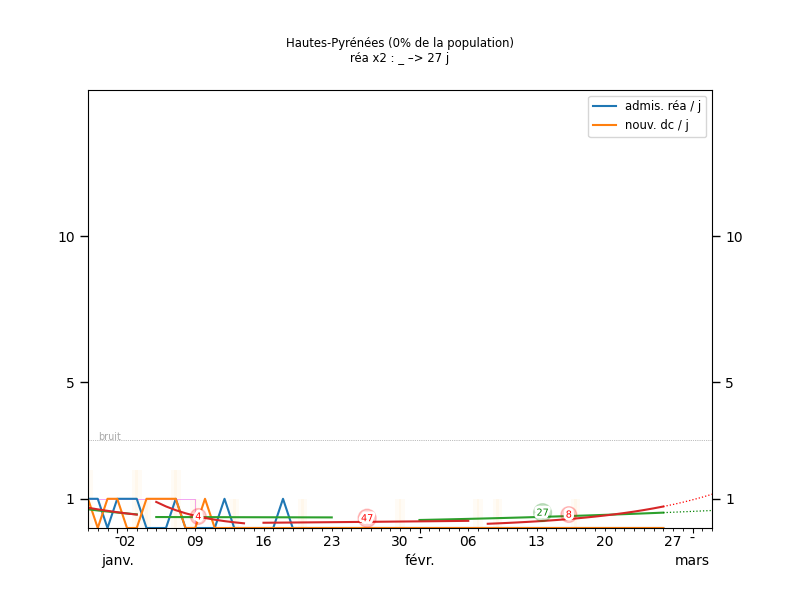 Hautes-Pyrénées (0% de la population)
réa x2 : _ –> 27 j
admis. réa / j
nouv. dc / j
10 10
5 5
bruit
1 1
4 47 27 8
02 09 16 23 30 06 13 20 27
janv. févr. mars